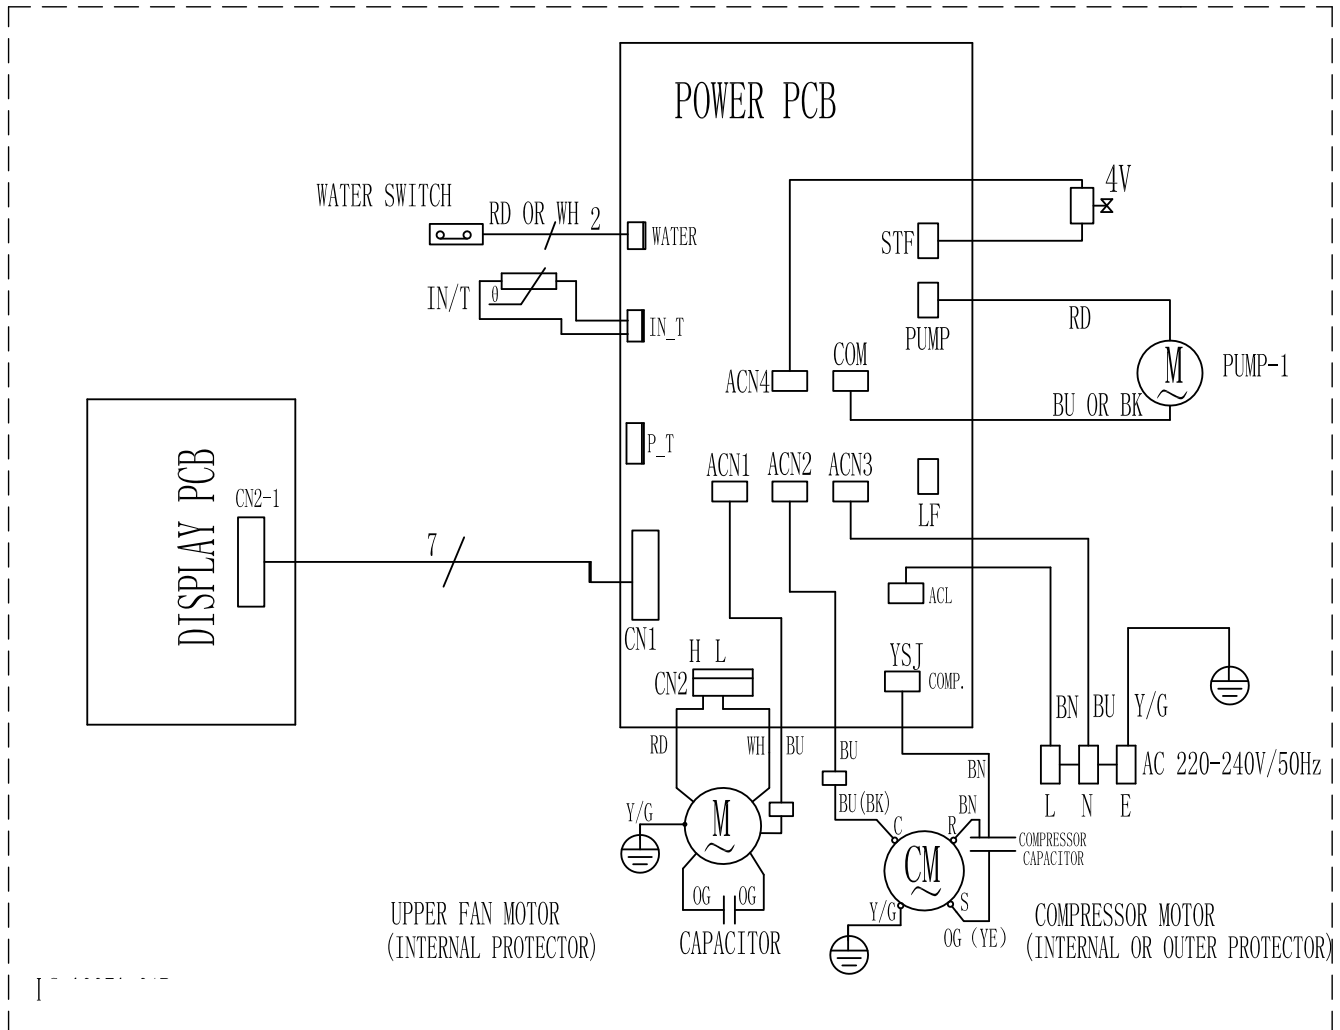 POWER PCB
WATER SWITCH
RD OR WH 2
WATER
4V
STF
IN/T
θ
IN_T
PUMP
RD
M
PUMP-1
ACN4
COM
BU OR BK
P_T
ACN1
ACN2
ACN3
LF
DISPLAY PCB
CN2-1
7
CN1
ACL
H L
CN2
YSJ
COMP.
BN
BU
Y/G
RD
WH
BU
BU
BN
AC 220-240V/50Hz
L
N
E
Y/G
M
BU(BK)
BN
C
R
COMPRESSOR
CAPACITOR
CM
OG
OG
Y/G
S
OG (YE)
CAPACITOR
UPPER FAN MOTOR
(INTERNAL PROTECTOR)
COMPRESSOR MOTOR
(INTERNAL OR OUTER PROTECTOR)